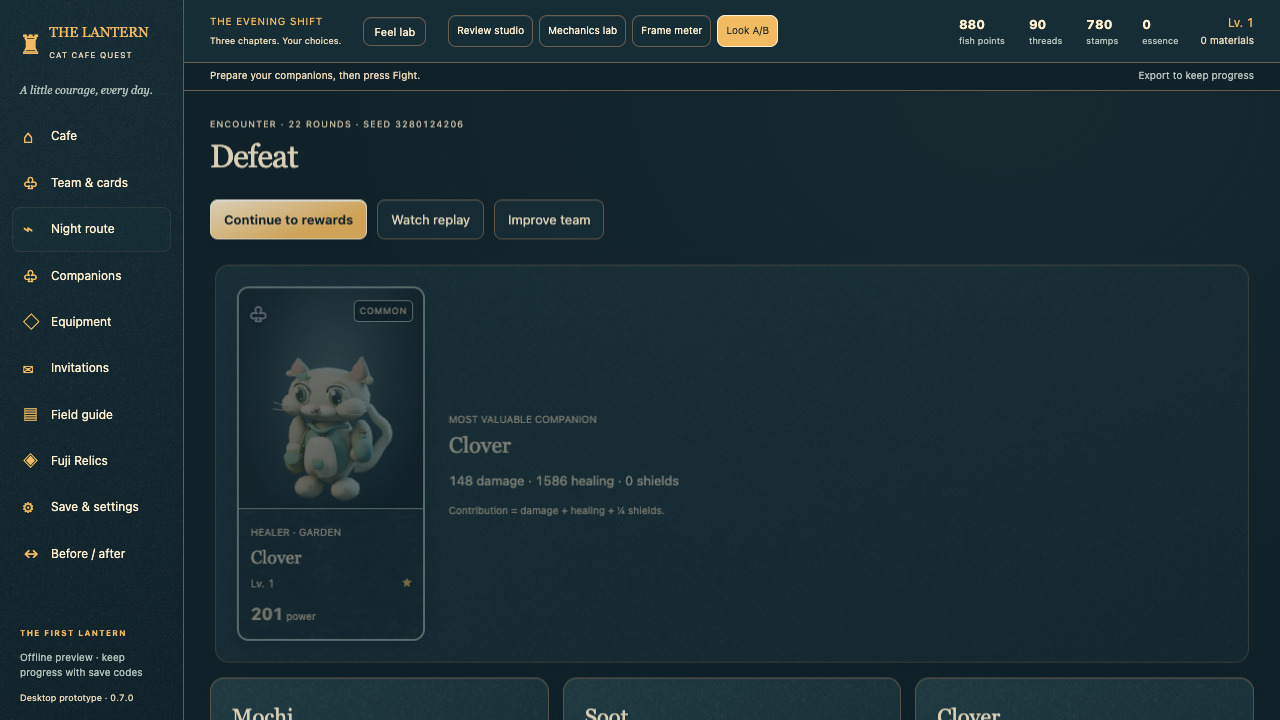 THE LANTERN
CAT CAFE QUEST
A little courage, every day.
Cafe
Team & cards
Night route
Companions
Equipment
Invitations
Field guide
Fuji Relics
Save & settings
Before / after
THE FIRST LANTERN
Offline preview · keep
progress with save codes
Desktop prototype · 0.7.0
THE EVENING SHIFT
Three chapters. Your choices.
Feel lab
Review studio
Mechanics lab
Frame meter
Look A/B
880
fish points
90
threads
780
stamps
0
essence
Lv. 1
0 materials
Prepare your companions, then press Fight.
Export to keep progress
ENCOUNTER · 22 ROUNDS · SEED 3280124206
Defeat
Continue to rewards
Watch replay
Improve team
COMMON
HEALER · GARDEN
Clover
Lv. 1
201 power
MOST VALUABLE COMPANION
Clover
148 damage · 1586 healing · 0 shields
Contribution = damage + healing + ¼ shields.
Mochi
Soot
Clover